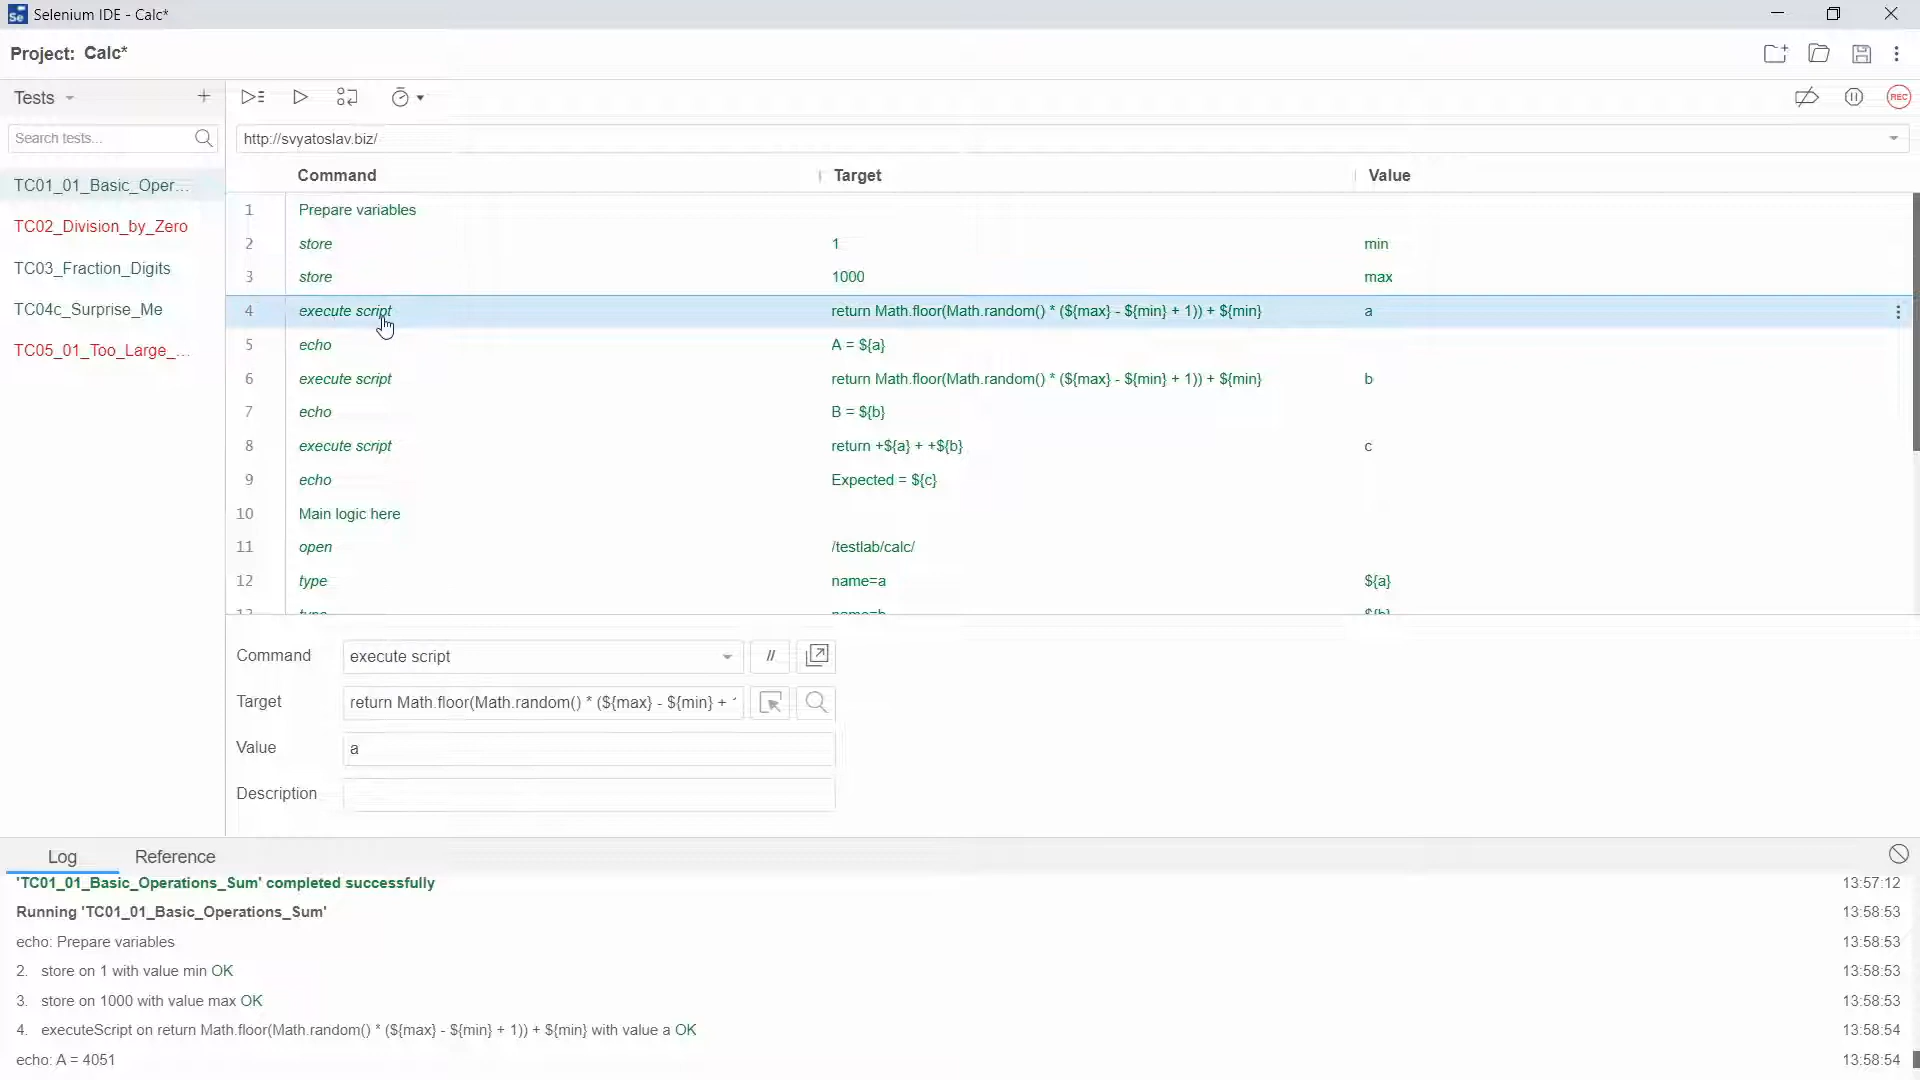 Selenium IDE - Calc*
Project: Calc*
Tests
Search tests...
http://svyatoslav.biz/
Command Target Value
TC01_01_Basic_Oper...
TC02_Division_by_Zero
TC03_Fraction_Digits
TC04c_Surprise_Me
TC05_01_Too_Large_...
1 Prepare variables
2 store 1 min
3 store 1000 max
4 execute script return Math.floor(Math.random() * (${max} - ${min} + 1)) + ${min} a
5 echo A = ${a}
6 execute script return Math.floor(Math.random() * (${max} - ${min} + 1)) + ${min} b
7 echo B = ${b}
8 execute script return +${a} + +${b} c
9 echo Expected = ${c}
10 Main logic here
11 open /testlab/calc/
12 type name=a ${a}
13 type name=b ${b}
Command execute script //
Target return Math.floor(Math.random() * (${max} - ${min} +
Value a
Description
Log Reference
'TC01_01_Basic_Operations_Sum' completed successfully 13:57:12
Running 'TC01_01_Basic_Operations_Sum' 13:58:53
echo: Prepare variables 13:58:53
2. store on 1 with value min OK 13:58:53
3. store on 1000 with value max OK 13:58:53
4. executeScript on return Math.floor(Math.random() * (${max} - ${min} + 1)) + ${min} with value a OK 13:58:54
echo: A = 4051 13:58:54
REC
Se